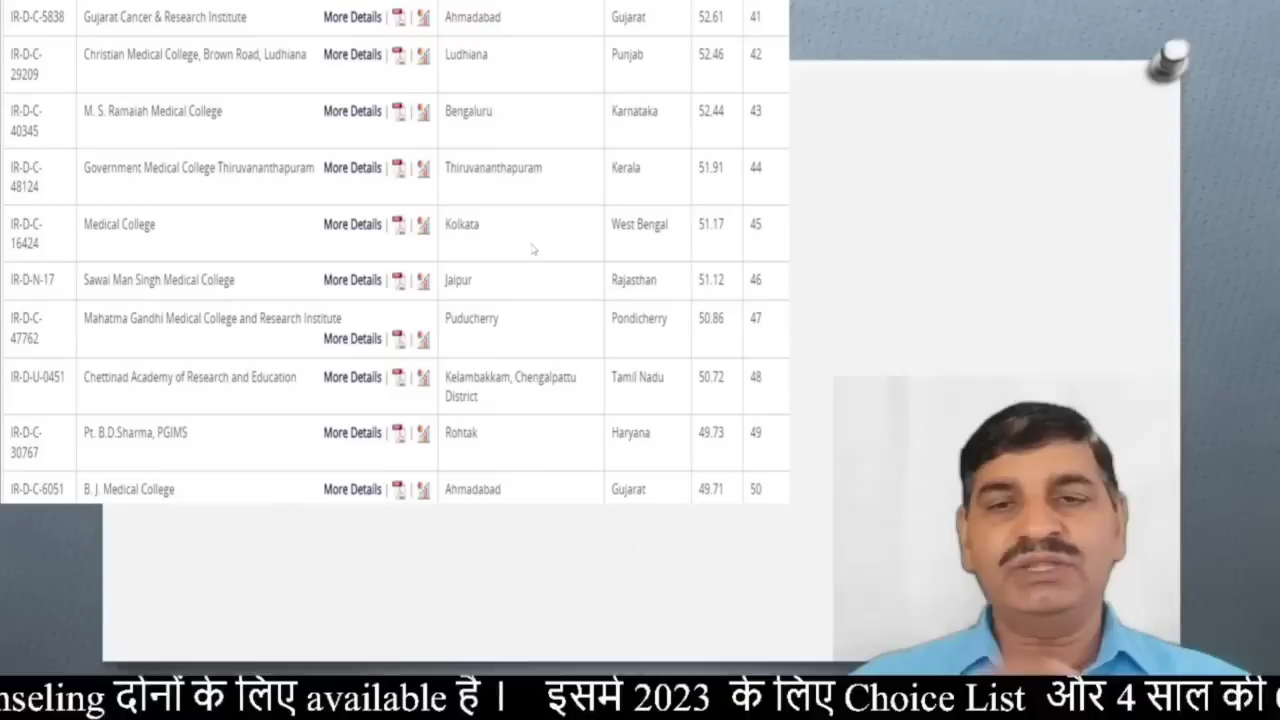 IR-D-C-5838 Gujarat Cancer & Research Institute More Details | | Ahmadabad Gujarat 52.61 41
IR-D-C-29209 Christian Medical College, Brown Road, Ludhiana More Details | | Ludhiana Punjab 52.46 42
IR-D-C-40345 M. S. Ramaiah Medical College More Details | | Bengaluru Karnataka 52.44 43
IR-D-C-48124 Government Medical College Thiruvananthapuram More Details | | Thiruvananthapuram Kerala 51.91 44
IR-D-C-16424 Medical College More Details | | Kolkata West Bengal 51.17 45
IR-D-N-17 Sawai Man Singh Medical College More Details | | Jaipur Rajasthan 51.12 46
IR-D-C-47762 Mahatma Gandhi Medical College and Research Institute More Details | | Puducherry Pondicherry 50.86 47
IR-D-U-0451 Chettinad Academy of Research and Education More Details | | Kelambakkam, Chengalpattu District Tamil Nadu 50.72 48
IR-D-C-30767 Pt. B.D.Sharma, PGIMS More Details | | Rohtak Haryana 49.73 49
IR-D-C-6051 B. J. Medical College More Details | | Ahmadabad Gujarat 49.71 50
nseling दोनों के लिए available है । इसमें 2023 के लिए Choice List और 4 साल की